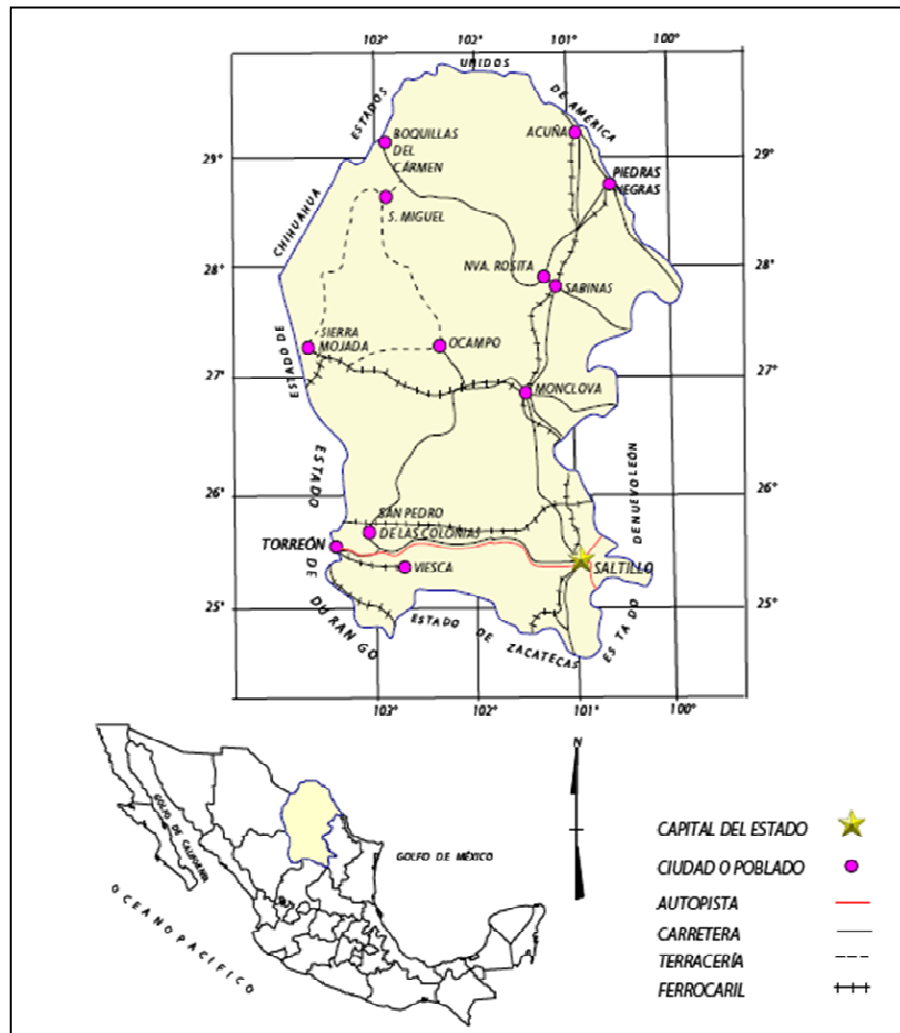 103° 102° 101° 100°
UNIDOS
ESTADOS
DE AMERICA
BOQUILLAS
DEL
CÁRMEN
ACUÑA
29° 29°
PIEDRAS
NEGRAS
S. MIGUEL
CHIHUAHUA
NVA. ROSITA
28° 28°
SABINAS
SIERRA
MOJADA
OCAMPO
ESTADO DE
27° 27°
MONCLOVA
ESTADO
DENUEVOLEÓN
26° 26°
SAN PEDRO
DE LAS COLONIAS
TORREÓN
VIESCA
SALTILLO
DE DURANGO
25° 25°
ESTADO DE ZACATECAS
ESTADO
103° 102° 101° 100°
N
GOLFO DE CALIFORNIA
GOLFO DE MÉXICO
OCEANO PACÍFICO
CAPITAL DEL ESTADO
CIUDAD O POBLADO
AUTOPISTA
CARRETERA
TERRACERÍA
FERROCARIL